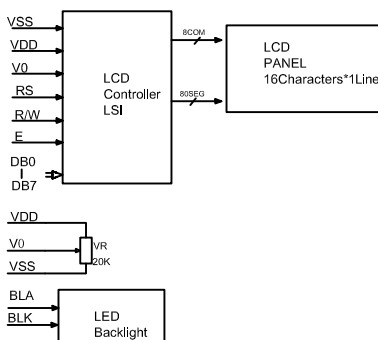 VSS
VDD
V0
RS
R/W
E
DB0
DB7
LCD
Controller
LSI
8COM
80SEG
LCD
PANEL
16Characters*1Line
VDD
V0
VSS
VR
20K
BLA
BLK
LED
Backlight